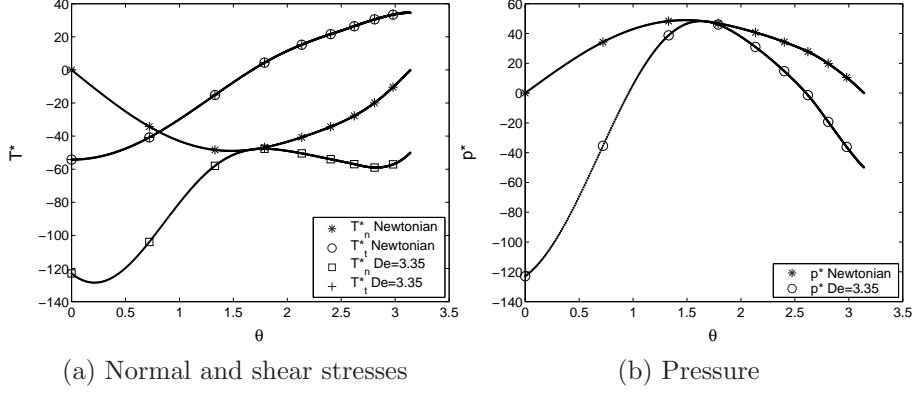 40
20
0
−20
−40
−60
−80
−100
−120
−140
T*
0 0.5 1 1.5 2 2.5 3 3.5
θ
T*n Newtonian
T*t Newtonian
T*n De=3.35
T*t De=3.35
(a) Normal and shear stresses
60
40
20
0
−20
−40
−60
−80
−100
−120
−140
p*
0 0.5 1 1.5 2 2.5 3 3.5
θ
p* Newtonian
p* De=3.35
(b) Pressure